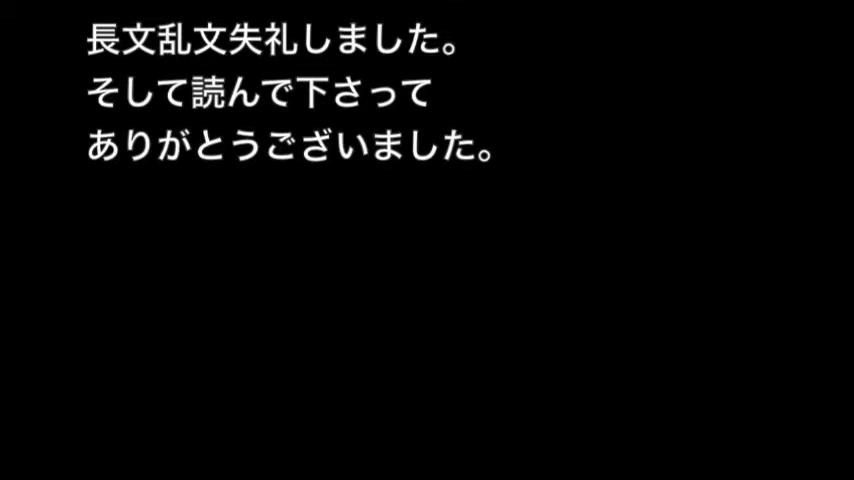 長文乱文失礼しました。
そして読んで下さって
ありがとうございました。